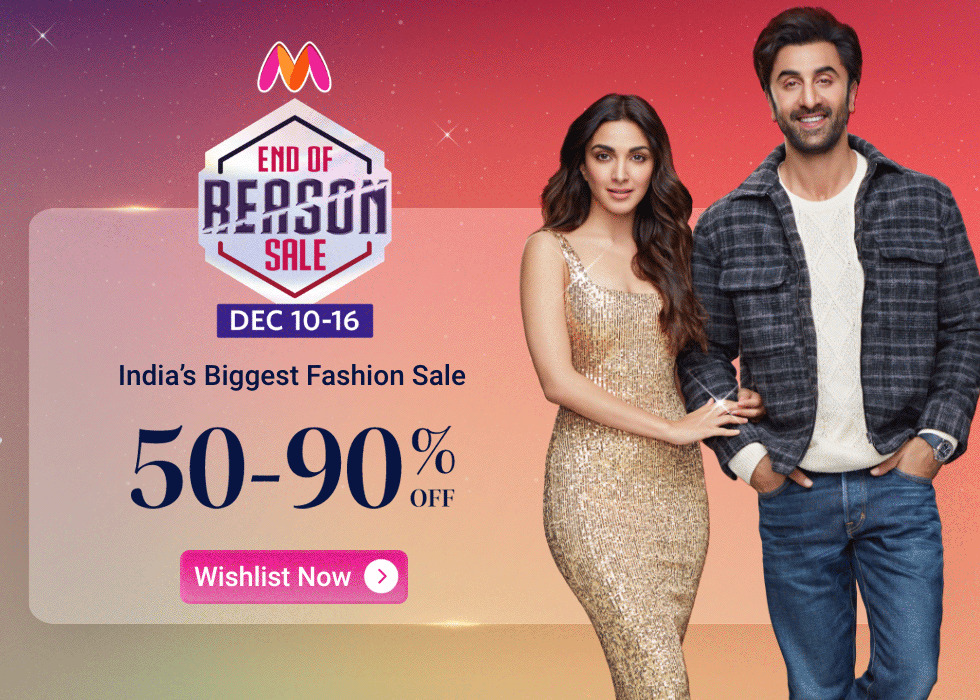 END OF
REASON
SALE
DEC 10-16
India's Biggest Fashion Sale
50-90% OFF
Wishlist Now